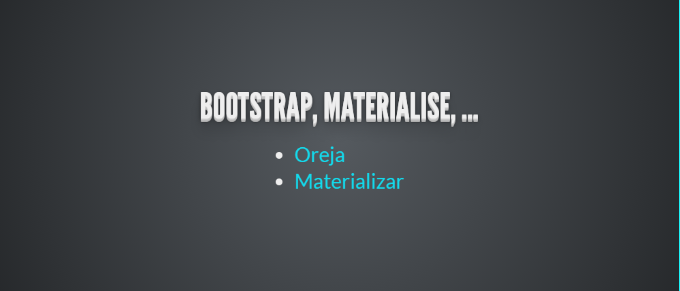 BOOTSTRAP, MATERIALISE, ...
Oreja
Materializar